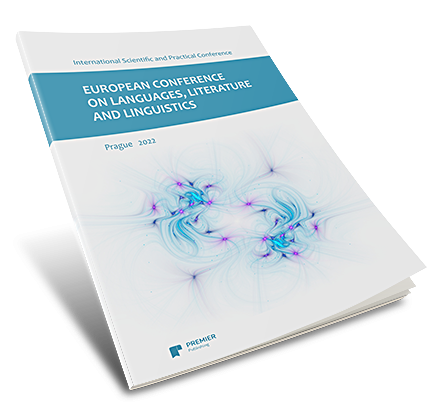 International Scientific and Practical Conference
EUROPEAN CONFERENCE
ON LANGUAGES, LITERATURE
AND LINGUISTICS
Prague 2022
PREMIER
Publishing